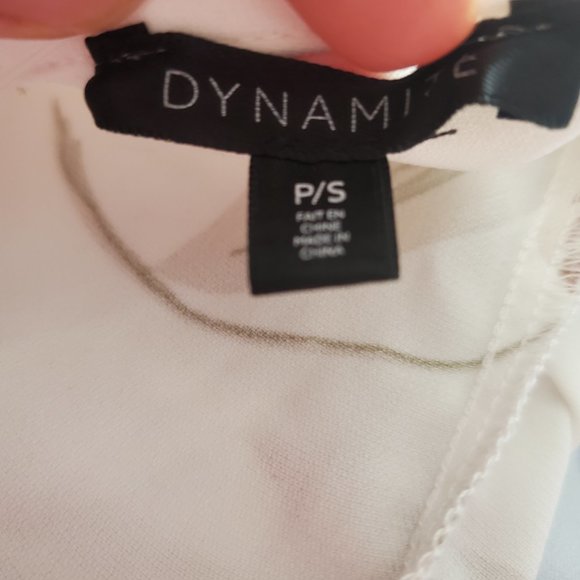 DYNAMITE
P/S
FAIT EN
CHINE
MADE IN
CHINA